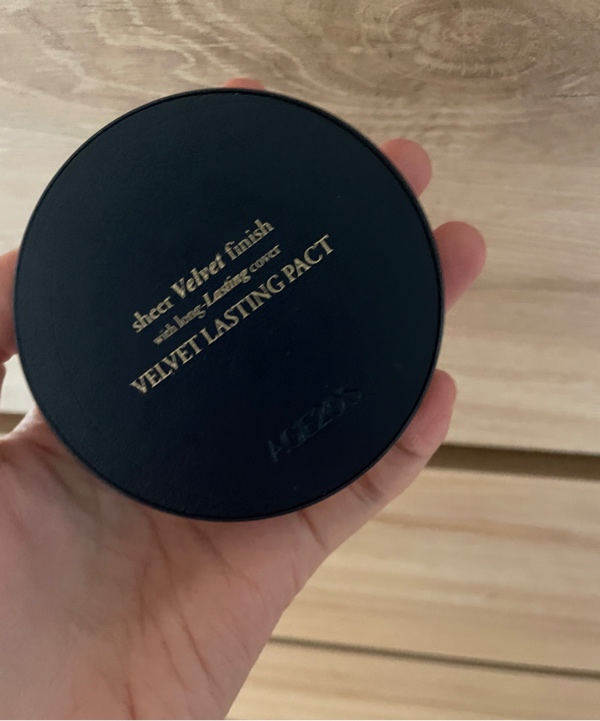 sheer Velvet finish
with long-Lasting cover
VELVET LASTING PACT
AGE20'S